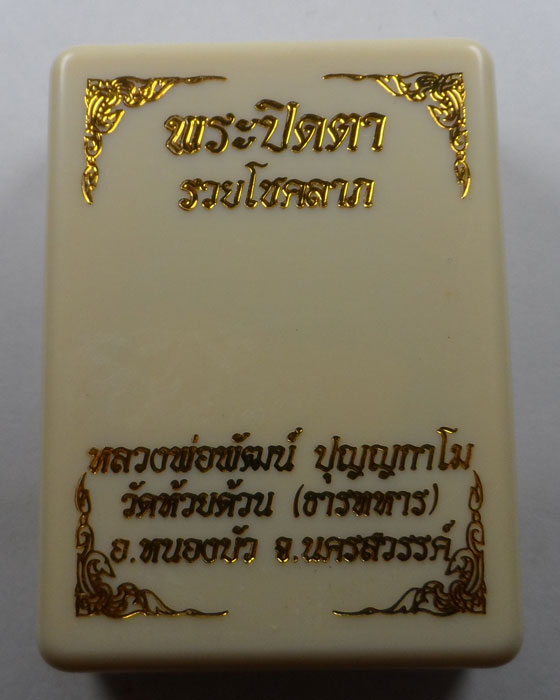 พระปิดตา
รวยโชคลาภ
หลวงพ่อพัฒน์ ปุญญกาโม
วัดห้วยด้วน (ธารทหาร)
อ.หนองบัว จ.นครสวรรค์